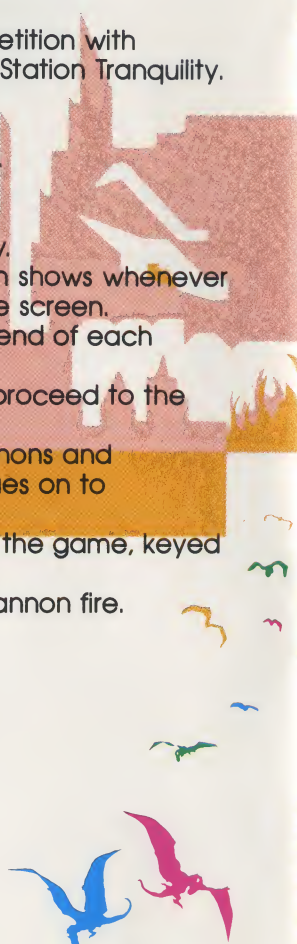 etition with
Station Tranquility.
.
y.
n shows whenever
e screen.
end of each
proceed to the
nons and
es on to
the game, keyed
annon fire.